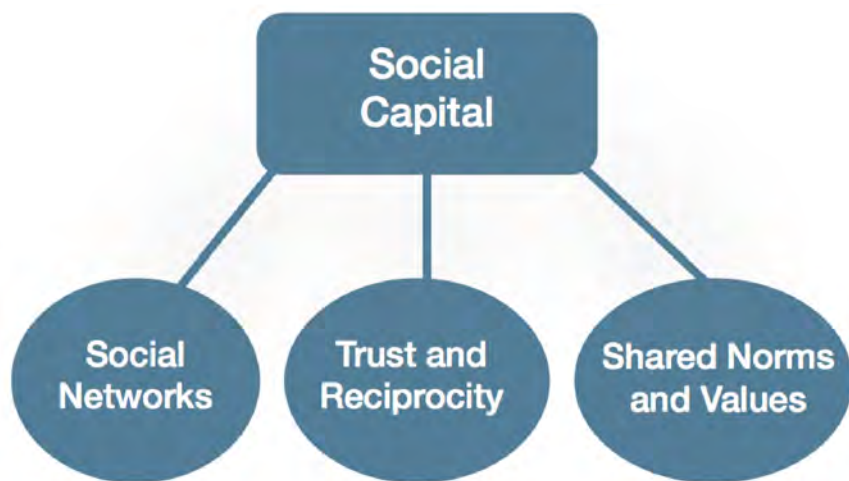 Social
Capital
Social
Networks
Trust and
Reciprocity
Shared Norms
and Values